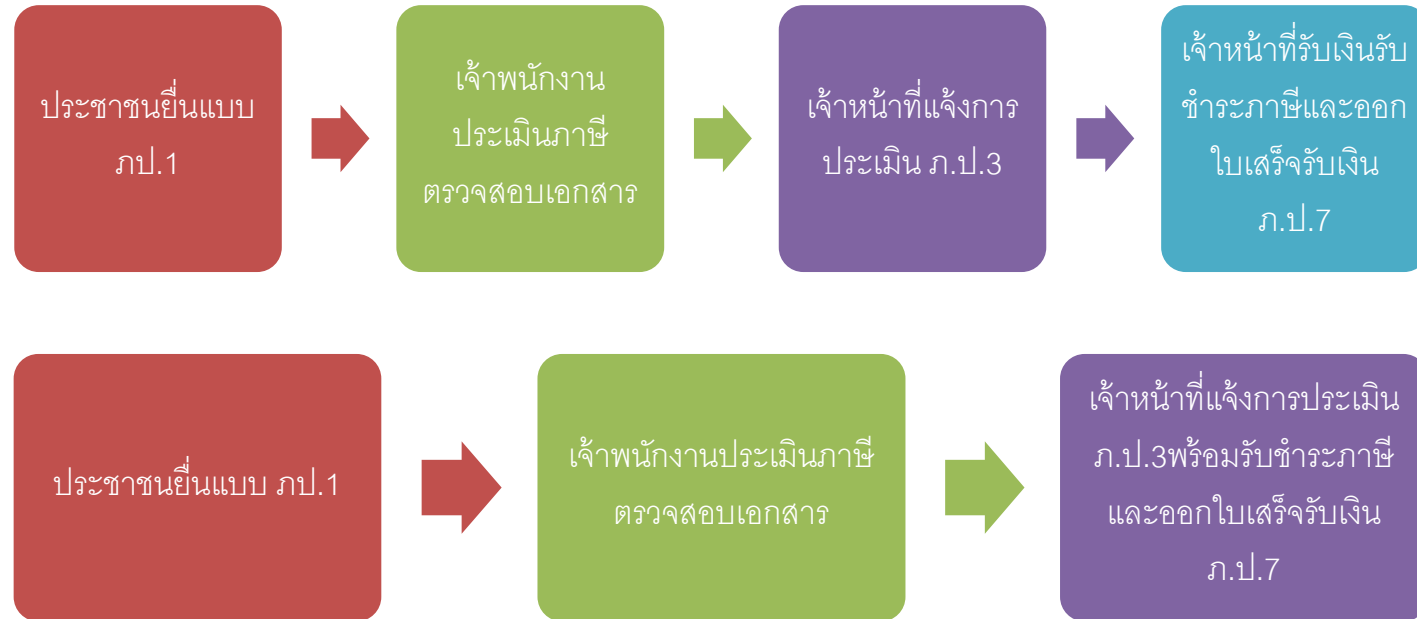 ประชาชนยื่นแบบ
ภป.1
เจ้าพนักงาน
ประเมินภาษี
ตรวจสอบเอกสาร
เจ้าหน้าที่แจ้งการ
ประเมิน ภ.ป.3
เจ้าหน้าที่รับเงินรับ
ชำระภาษีและออก
ใบเสร็จรับเงิน
ภ.ป.7
ประชาชนยื่นแบบ ภป.1
เจ้าพนักงานประเมินภาษี
ตรวจสอบเอกสาร
เจ้าหน้าที่แจ้งการประเมิน
ภ.ป.3พร้อมรับชำระภาษี
และออกใบเสร็จรับเงิน
ภ.ป.7